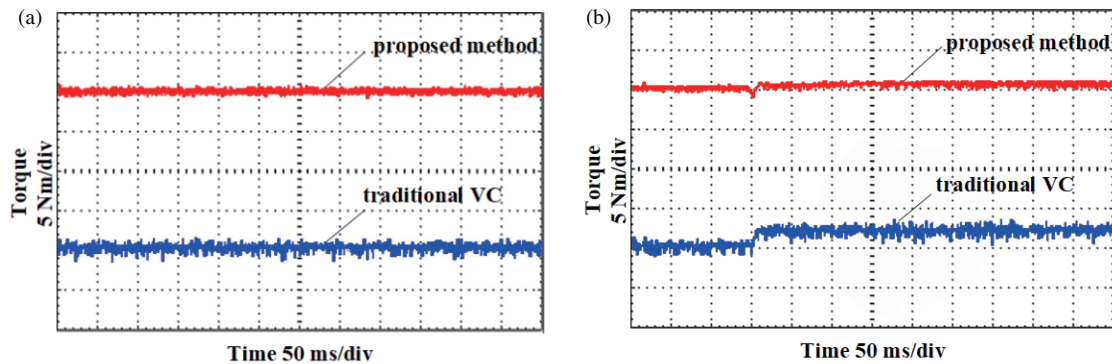 (a)
proposed method
traditional VC
Torque
5 Nm/div
Time 50 ms/div
(b)
proposed method
traditional VC
Torque
5 Nm/div
Time 50 ms/div